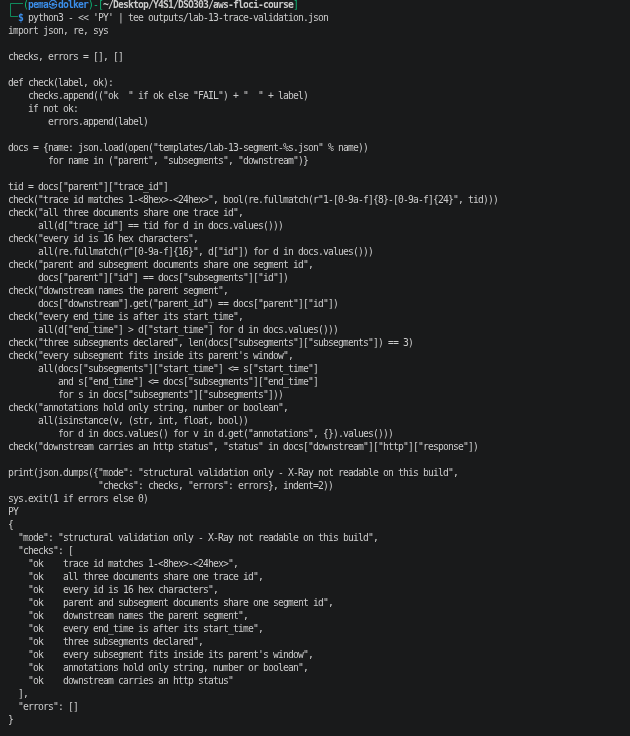 ┌──(pema㉿dolker)-[~/Desktop/Y4S1/DSO303/aws-floci-course]
└─$ python3 - << 'PY' | tee outputs/lab-13-trace-validation.json
import json, re, sys

checks, errors = [], []

def check(label, ok):
    checks.append(("ok  " if ok else "FAIL") + "  " + label)
    if not ok:
        errors.append(label)

docs = {name: json.load(open("templates/lab-13-segment-%s.json" % name))
        for name in ("parent", "subsegments", "downstream")}

tid = docs["parent"]["trace_id"]
check("trace id matches 1-<8hex>-<24hex>", bool(re.fullmatch(r"1-[0-9a-f]{8}-[0-9a-f]{24}", tid)))
check("all three documents share one trace id",
      all(d["trace_id"] == tid for d in docs.values()))
check("every id is 16 hex characters",
      all(re.fullmatch(r"[0-9a-f]{16}", d["id"]) for d in docs.values()))
check("parent and subsegment documents share one segment id",
      docs["parent"]["id"] == docs["subsegments"]["id"])
check("downstream names the parent segment",
      docs["downstream"].get("parent_id") == docs["parent"]["id"])
check("every end_time is after its start_time",
      all(d["end_time"] > d["start_time"] for d in docs.values()))
check("three subsegments declared", len(docs["subsegments"]["subsegments"]) == 3)
check("every subsegment fits inside its parent's window",
      all(docs["subsegments"]["start_time"] <= s["start_time"]
          and s["end_time"] <= docs["subsegments"]["end_time"]
          for s in docs["subsegments"]["subsegments"]))
check("annotations hold only string, number or boolean",
      all(isinstance(v, (str, int, float, bool))
          for d in docs.values() for v in d.get("annotations", {}).values()))
check("downstream carries an http status", "status" in docs["downstream"]["http"]["response"])

print(json.dumps({"mode": "structural validation only - X-Ray not readable on this build",
                  "checks": checks, "errors": errors}, indent=2))
sys.exit(1 if errors else 0)
PY
{
  "mode": "structural validation only - X-Ray not readable on this build",
  "checks": [
    "ok    trace id matches 1-<8hex>-<24hex>",
    "ok    all three documents share one trace id",
    "ok    every id is 16 hex characters",
    "ok    parent and subsegment documents share one segment id",
    "ok    downstream names the parent segment",
    "ok    every end_time is after its start_time",
    "ok    three subsegments declared",
    "ok    every subsegment fits inside its parent's window",
    "ok    annotations hold only string, number or boolean",
    "ok    downstream carries an http status"
  ],
  "errors": []
}